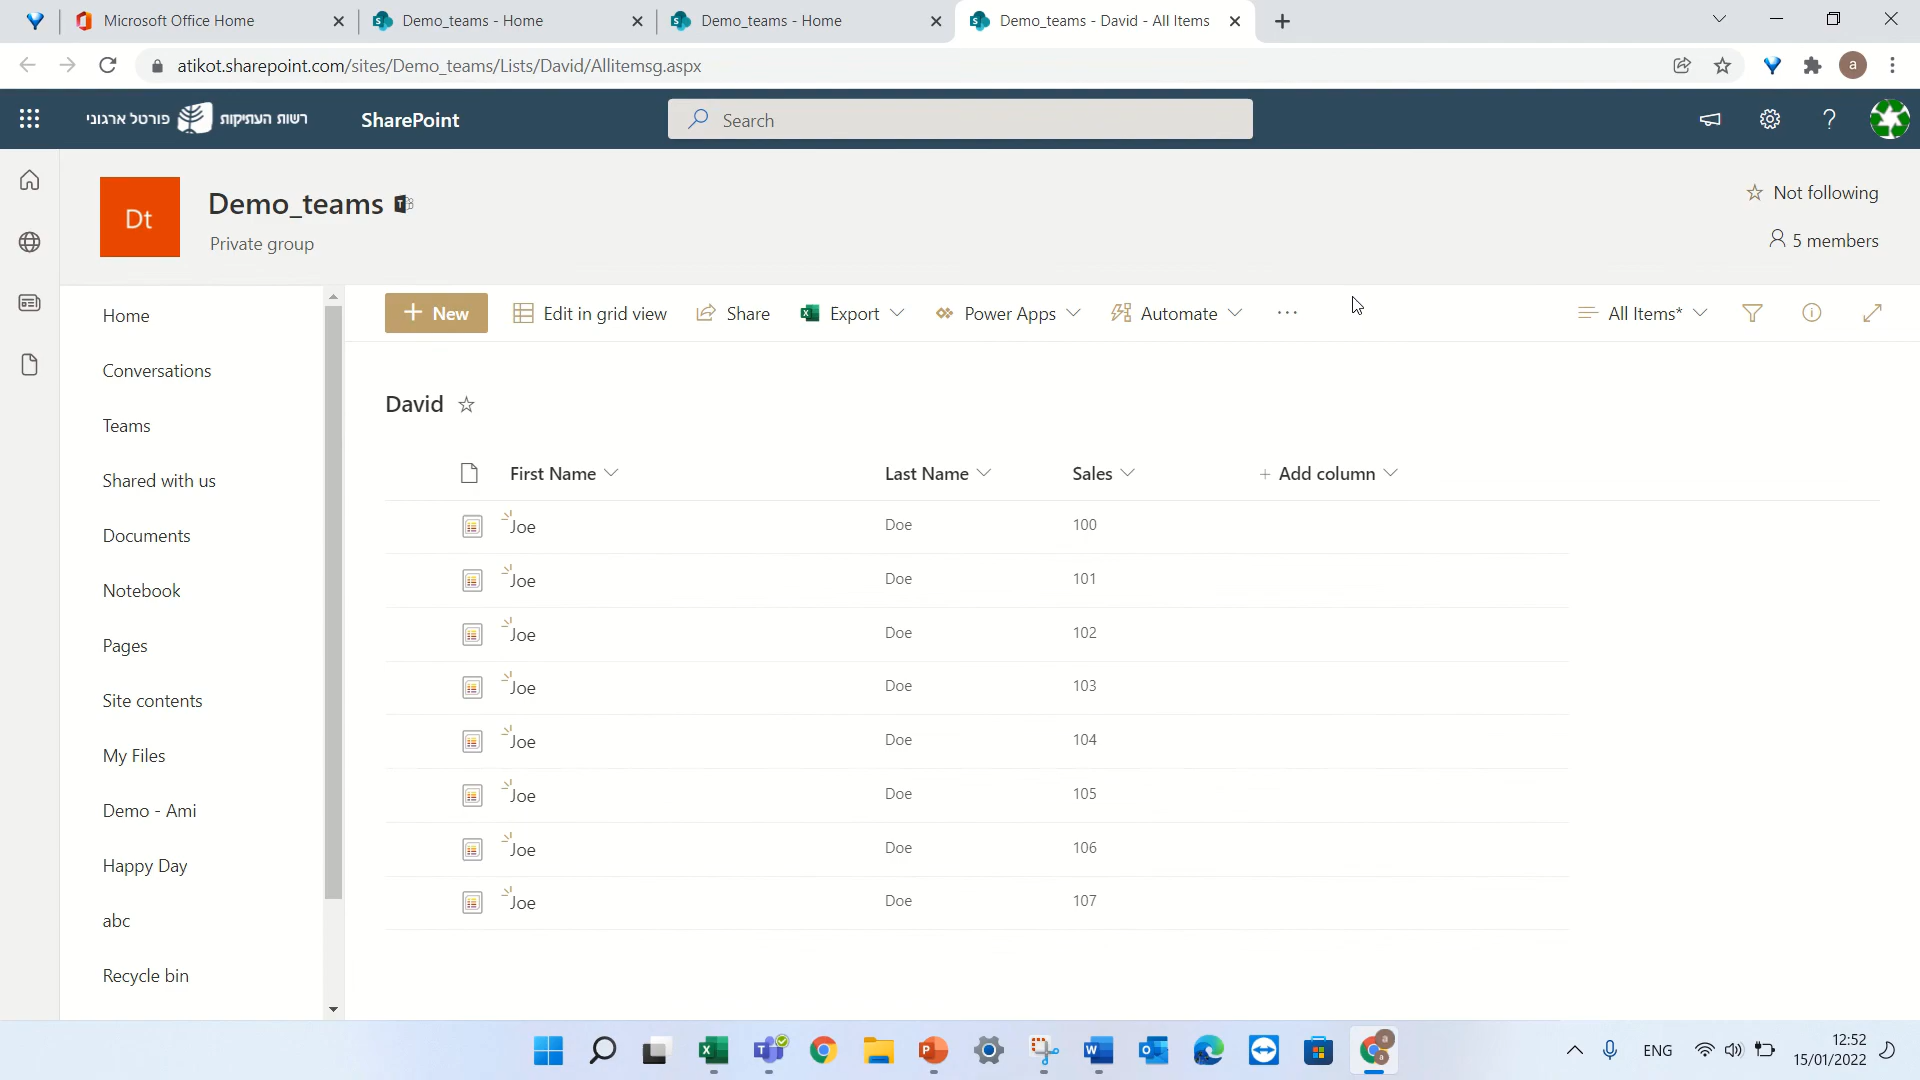 Microsoft Office Home
Demo_teams - Home
Demo_teams - Home
Demo_teams - David - All Items
atikot.sharepoint.com/sites/Demo_teams/Lists/David/Allitemsg.aspx
a
רשות העתיקות פורטל ארגוני
SharePoint
Search
Dt
Demo_teams
Private group
Not following
5 members
Home
Conversations
Teams
Shared with us
Documents
Notebook
Pages
Site contents
My Files
Demo - Ami
Happy Day
abc
Recycle bin
+ New
Edit in grid view
Share
Export
Power Apps
Automate
All Items*
David
First Name Last Name Sales + Add column
Joe Doe 100
Joe Doe 101
Joe Doe 102
Joe Doe 103
Joe Doe 104
Joe Doe 105
Joe Doe 106
Joe Doe 107
ENG
12:52
15/01/2022